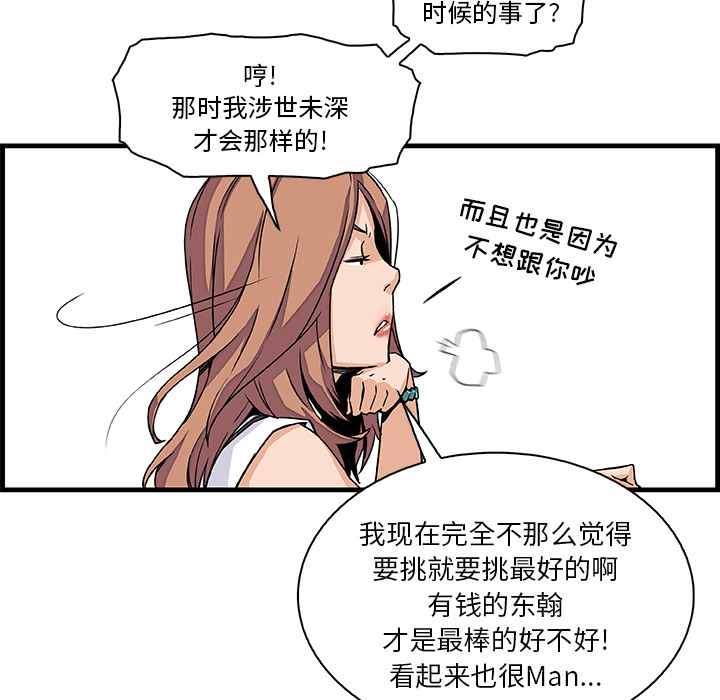 时候的事了?
哼!
那时我涉世未深
才会那样的!
而且也是因为
不想跟你吵
我现在完全不那么觉得
要挑就要挑最好的啊
有钱的东翰
才是最棒的好不好!
看起来也很Man...